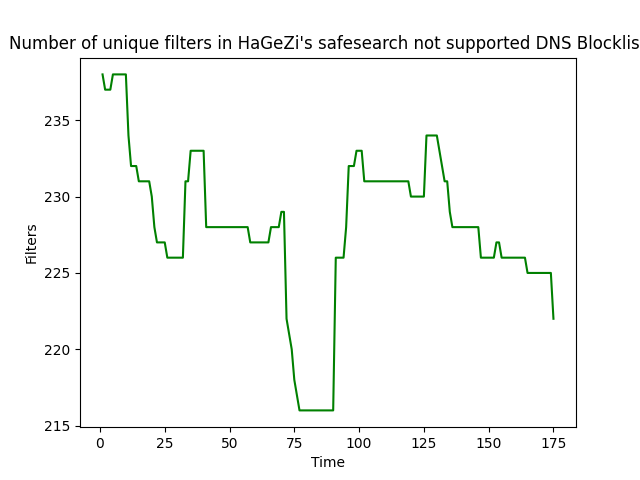 Number of unique filters in HaGeZi's safesearch not supported DNS Blocklis
Filters
235
230
225
220
215
0 25 50 75 100 125 150 175
Time